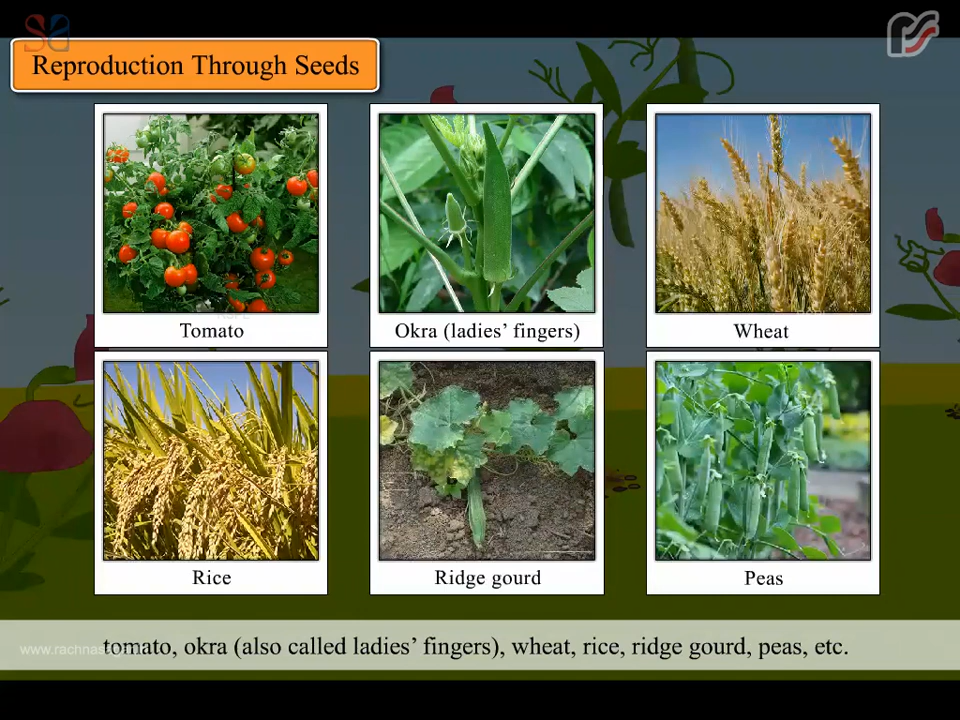 Reproduction Through Seeds
Tomato
Okra (ladies’ fingers)
Wheat
Rice
Ridge gourd
Peas
tomato, okra (also called ladies’ fingers), wheat, rice, ridge gourd, peas, etc.